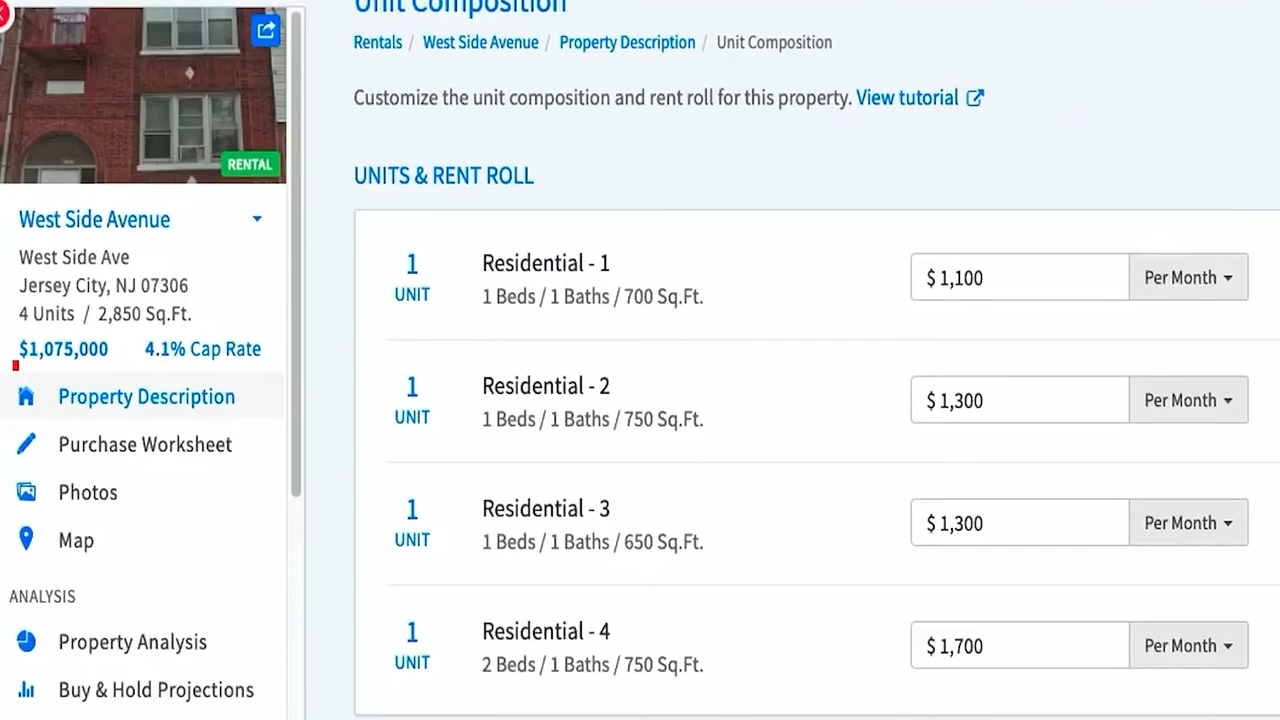 Unit Composition
Rentals / West Side Avenue / Property Description / Unit Composition
Customize the unit composition and rent roll for this property. View tutorial
UNITS & RENT ROLL
RENTAL
West Side Avenue
West Side Ave
Jersey City, NJ 07306
4 Units / 2,850 Sq.Ft.
$1,075,000 4.1% Cap Rate
Property Description
Purchase Worksheet
Photos
Map
ANALYSIS
Property Analysis
Buy & Hold Projections
1 UNIT
Residential - 1
1 Beds / 1 Baths / 700 Sq.Ft.
$ 1,100 Per Month
1 UNIT
Residential - 2
1 Beds / 1 Baths / 750 Sq.Ft.
$ 1,300 Per Month
1 UNIT
Residential - 3
1 Beds / 1 Baths / 650 Sq.Ft.
$ 1,300 Per Month
1 UNIT
Residential - 4
2 Beds / 1 Baths / 750 Sq.Ft.
$ 1,700 Per Month